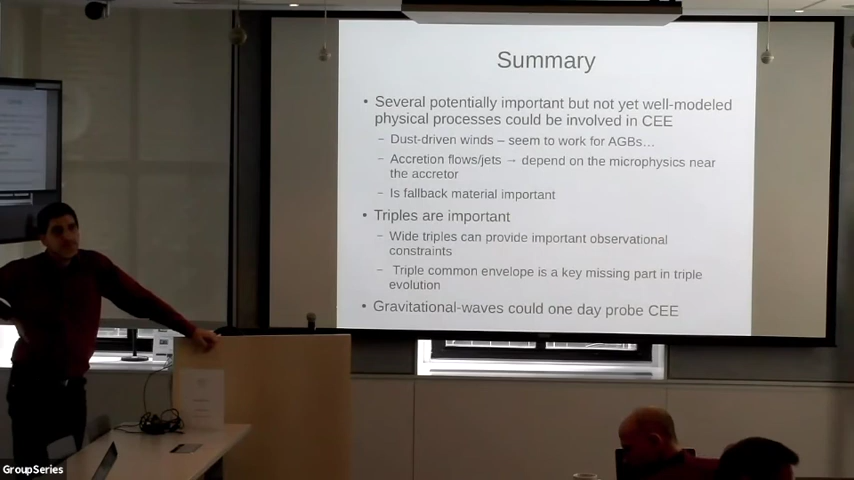 Summary
• Several potentially important but not yet well-modeled
physical processes could be involved in CEE
– Dust-driven winds – seem to work for AGBs…
– Accretion flows/jets → depend on the microphysics near
the accretor
– Is fallback material important
• Triples are important
– Wide triples can provide important observational
constraints
– Triple common envelope is a key missing part in triple
evolution
• Gravitational-waves could one day probe CEE
GroupSeries